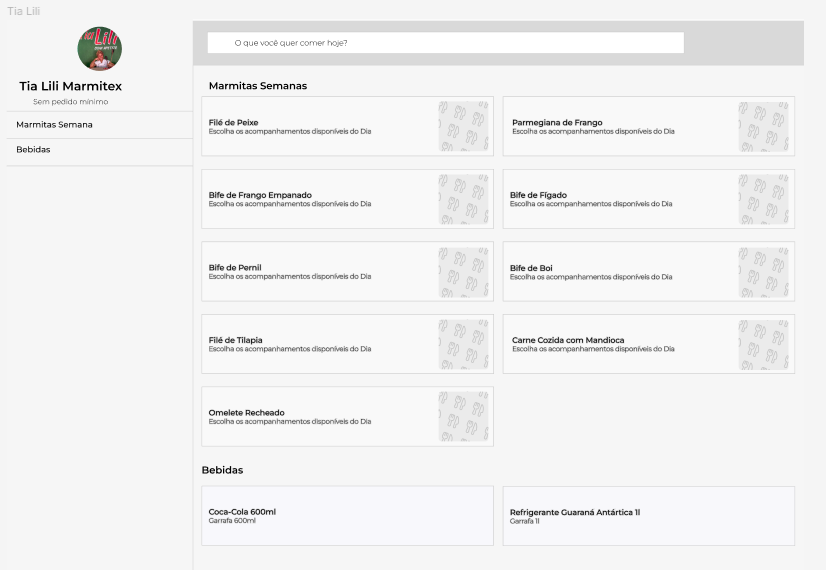 Tia Lili
Lili
Tia Lili Marmitex
Sem pedido mínimo
Marmitas Semana
Bebidas
O que você quer comer hoje?
Marmitas Semanas
Filé de Peixe
Escolha os acompanhamentos disponíveis do Dia
Parmegiana de Frango
Escolha os acompanhamentos disponíveis do Dia
Bife de Frango Empanado
Escolha os acompanhamentos disponíveis do Dia
Bife de Fígado
Escolha os acompanhamentos disponíveis do Dia
Bife de Pernil
Escolha os acompanhamentos disponíveis do Dia
Bife de Boi
Escolha os acompanhamentos disponíveis do Dia
Filé de Tilapia
Escolha os acompanhamentos disponíveis do Dia
Carne Cozida com Mandioca
Escolha os acompanhamentos disponíveis do Dia
Omelete Recheado
Escolha os acompanhamentos disponíveis do Dia
Bebidas
Coca-Cola 600ml
Garrafa 600ml
Refrigerante Guaraná Antártica 1l
Garrafa 1l